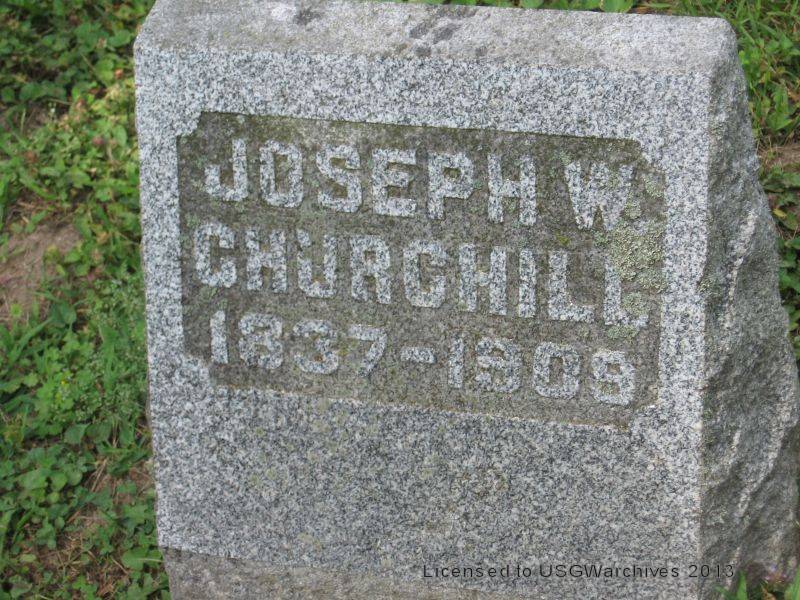 JOSEPH W.
CHURCHILL
1837-1909
Licensed to USGWarchives 2013